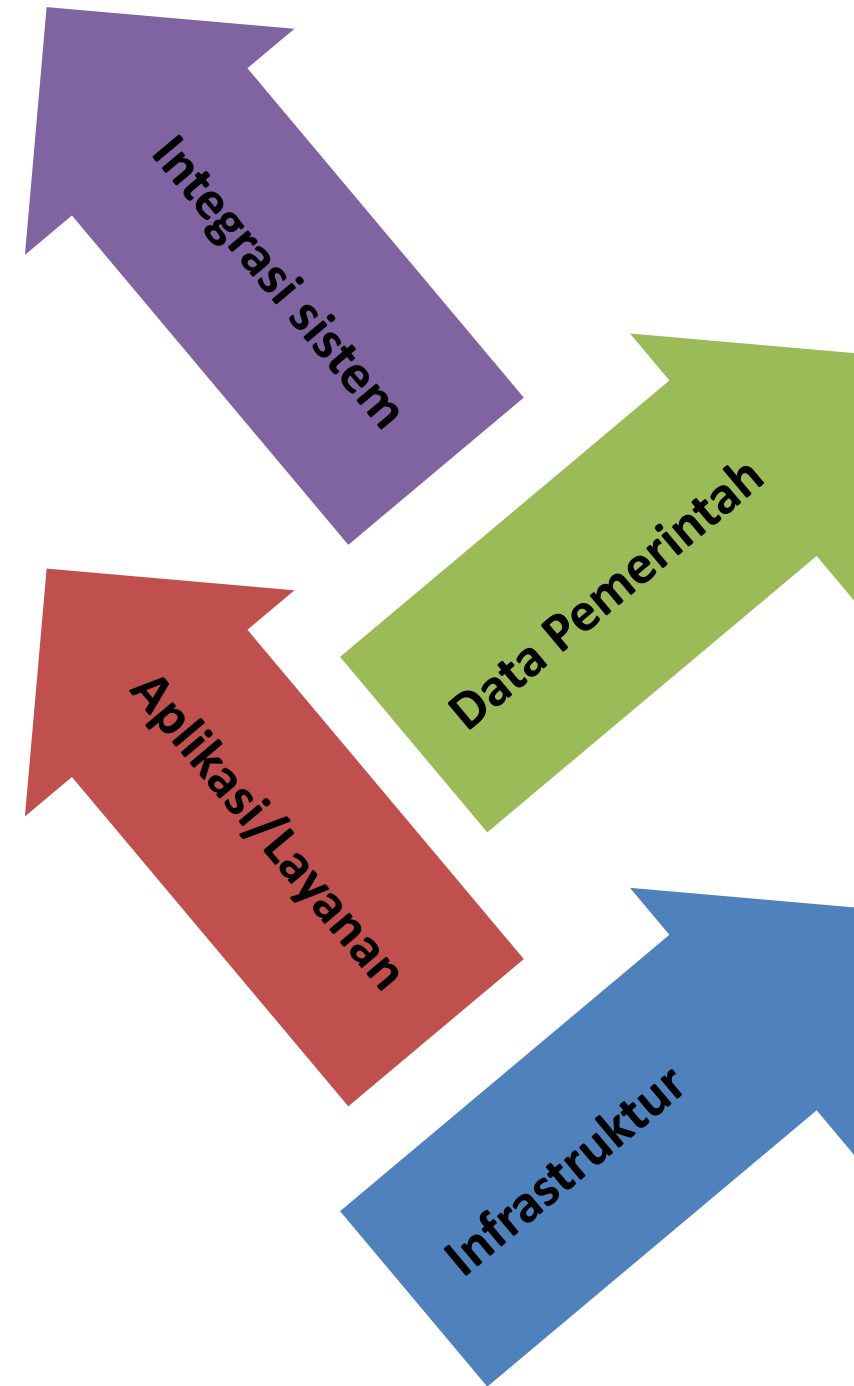 Integrasi sistem
Data Pemerintah
Aplikasi/Layanan
Infrastruktur